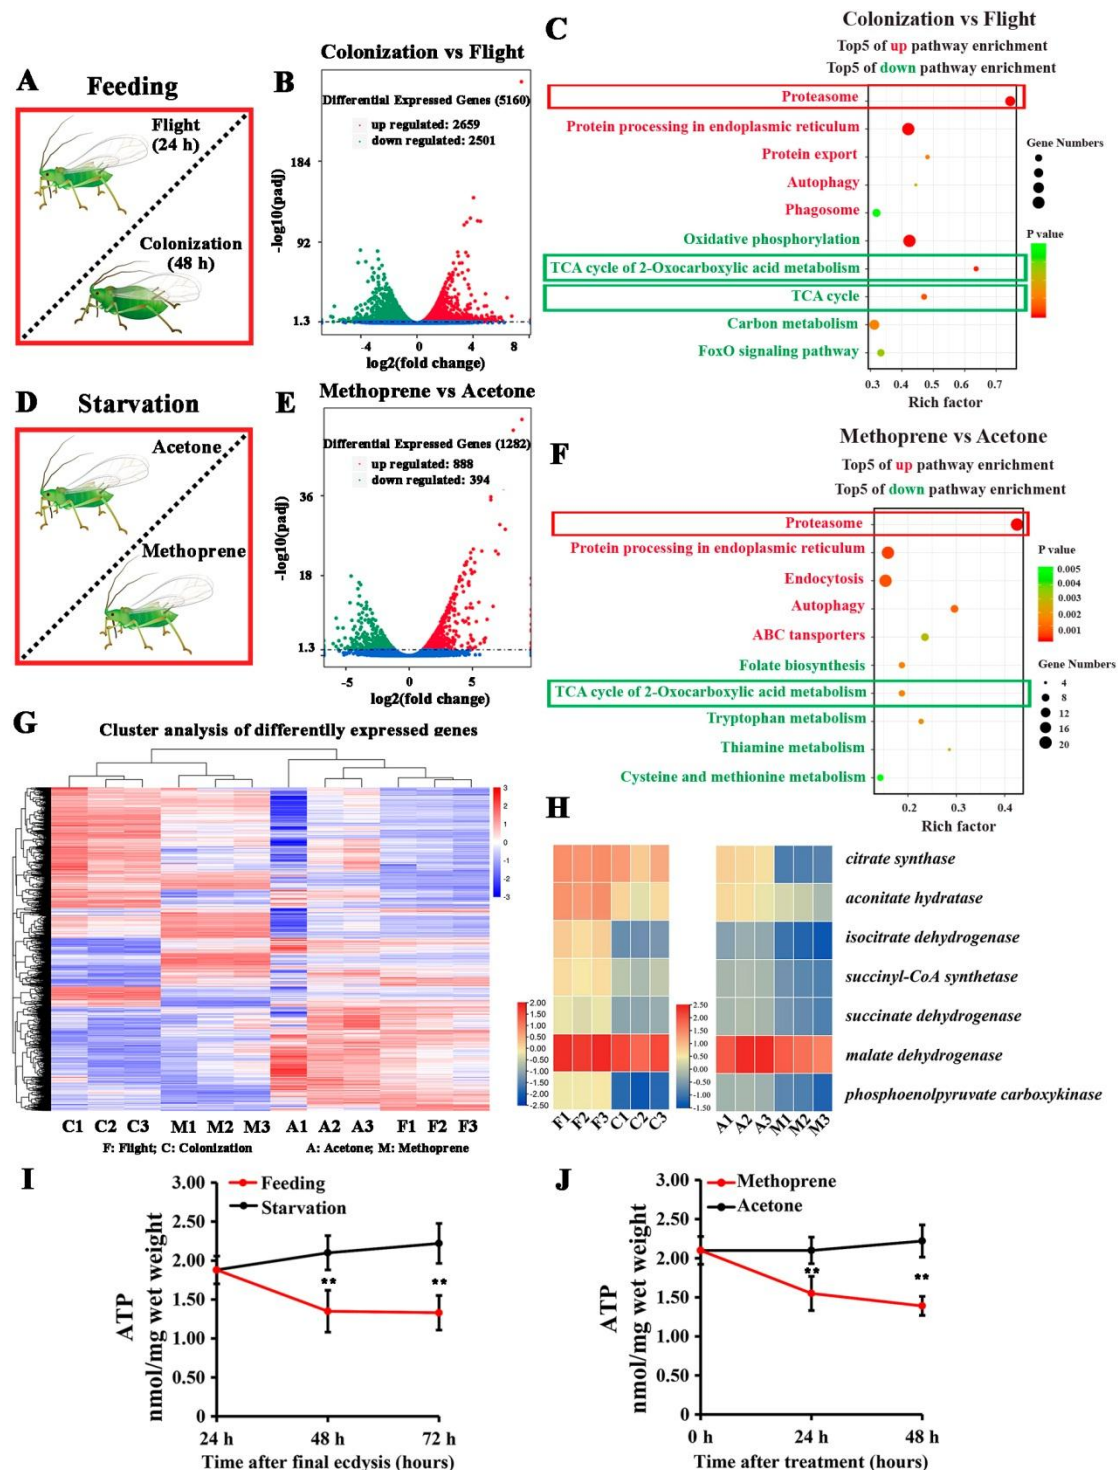 A
Feeding
Flight
(24 h)
Colonization
(48 h)
B
Colonization vs Flight
Differential Expressed Genes (5160)
up regulated: 2659
down regulated: 2501
184
92
1.3
-log10(padj)
-4
0
4
8
log2(fold change)
C
Colonization vs Flight
Top5 of up pathway enrichment
Top5 of down pathway enrichment
Proteasome
Protein processing in endoplasmic reticulum
Protein export
Autophagy
Phagosome
Oxidative phosphorylation
TCA cycle of 2-Oxocarboxylic acid metabolism
TCA cycle
Carbon metabolism
FoxO signaling pathway
0.3
0.4
0.5
0.6
0.7
Rich factor
Gene Numbers
P value
D
Starvation
Acetone
Methoprene
E
Methoprene vs Acetone
Differential Expressed Genes (1282)
up regulated: 888
down regulated: 394
36
18
1.3
-log10(padj)
-5
0
5
10
log2(fold change)
F
Methoprene vs Acetone
Top5 of up pathway enrichment
Top5 of down pathway enrichment
Proteasome
Protein processing in endoplasmic reticulum
Endocytosis
Autophagy
ABC tansporters
Folate biosynthesis
TCA cycle of 2-Oxocarboxylic acid metabolism
Tryptophan metabolism
Thiamine metabolism
Cysteine and methionine metabolism
0.2
0.3
0.4
Rich factor
P value
0.005
0.004
0.002
0.001
Gene Numbers
4
8
12
16
20
G
Cluster analysis of differentlly expressed genes
3
2
1
0
-1
-2
-3
C1 C2 C3 M1 M2 M3 A1 A2 A3 F1 F2 F3
F: Flight; C: Colonization A: Acetone; M: Methoprene
H
citrate synthase
aconitate hydratase
isocitrate dehydrogenase
succinyl-CoA synthetase
succinate dehydrogenase
malate dehydrogenase
phosphoenolpyruvate carboxykinase
2.00
1.50
1.00
0.50
0.00
-0.50
-1.00
-1.50
-2.00
-2.50
2.50
2.00
1.50
1.00
0.50
0.00
-0.50
-1.00
-1.50
F1 F2 F3 C1 C2 C3
A1 A2 A3 M1 M2 M3
I
Feeding
Starvation
3.00
2.50
2.00
1.50
1.00
0.50
0
ATP
nmol/mg wet weight
**
**
24 h
48 h
72 h
Time after final ecdysis (hours)
J
Methoprene
Acetone
3.00
2.50
2.00
1.50
1.00
0.50
0
ATP
nmol/mg wet weight
**
**
0 h
24 h
48 h
Time after treatment (hours)